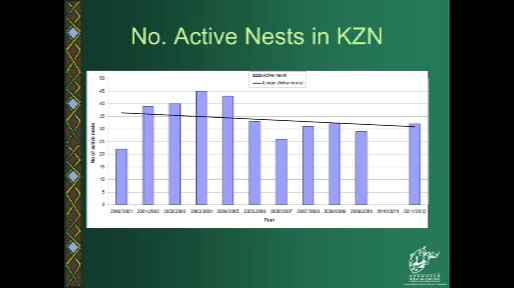 No. Active Nests in KZN
Active nests
Linear (Active nests)
50
45
40
35
30
25
20
15
10
5
0
No of active nests
2000/2001 2001/2002 2002/2003 2003/2004 2004/2005 2005/2006 2006/2007 2007/2008 2008/2009 2009/2010 2010/2011 2011/2012
Year